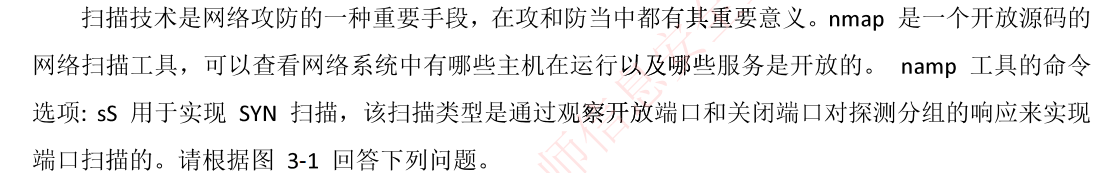 扫描技术是网络攻防的一种重要手段，在攻和防当中都有其重要意义。nmap 是一个开放源码的
网络扫描工具，可以查看网络系统中有哪些主机在运行以及哪些服务是开放的。 namp 工具的命令
选项: sS 用于实现 SYN 扫描，该扫描类型是通过观察开放端口和关闭端口对探测分组的响应来实现
端口扫描的。请根据图 3-1 回答下列问题。
师信息安